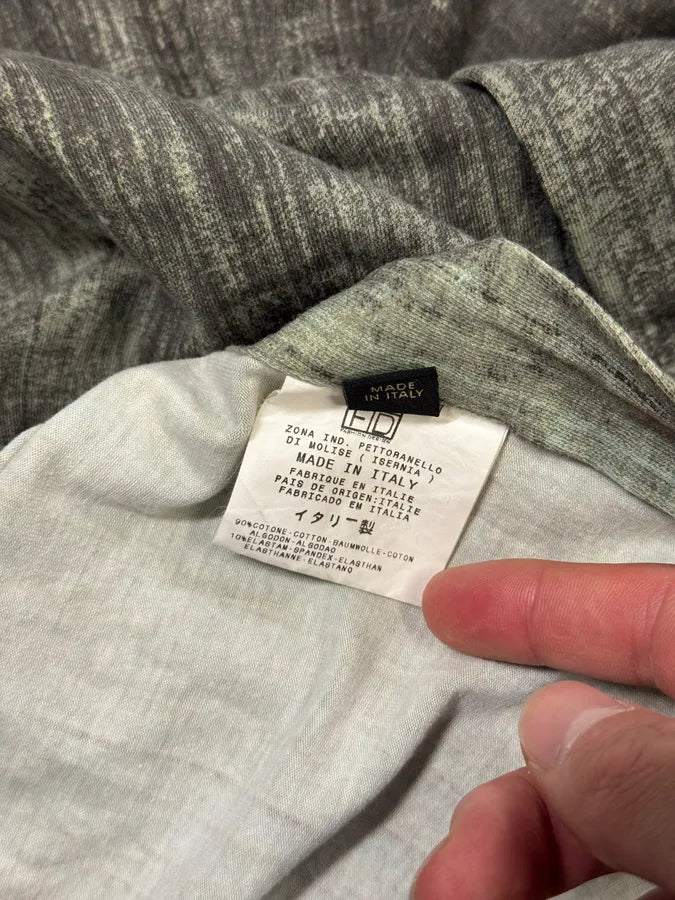 MADE
IN ITALY
FD
FASHION DESIGN
ZONA IND. PETTORANELLO
DI MOLISE ( ISERNIA )
MADE IN ITALY
FABRIQUE EN ITALIE
PAIS DE ORIGEN:ITALIE
FABRICADO EM ITALIA
イタリー製
90%COTONE-COTTON-BAUMWOLLE-COTON
ALGODON-ALGODAO
10%ELASTAM-SPANDEX-ELASTHAN
ELASTHANNE-ELASTANO